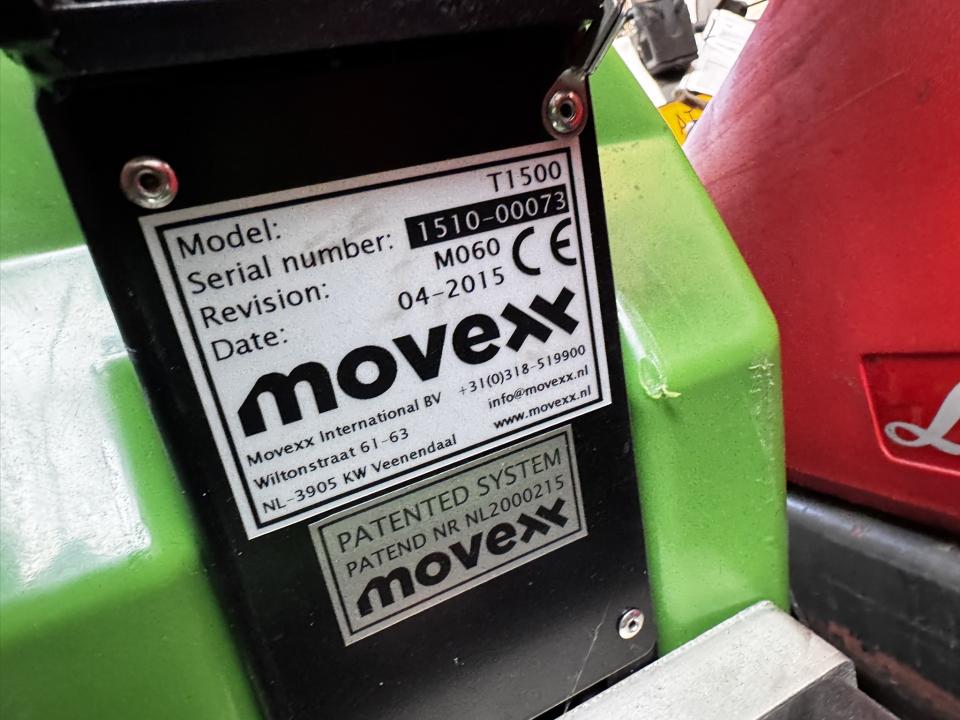 Model: T1500
Serial number: 1510-00073
Revision: M060 CE
Date: 04-2015
movexx
Movexx International BV +31(0)318-519900
Wiltonstraat 61-63 info@movexx.nl
NL-3905 KW Veenendaal www.movexx.nl
PATENTED SYSTEM
PATEND NR NL2000215
movexx